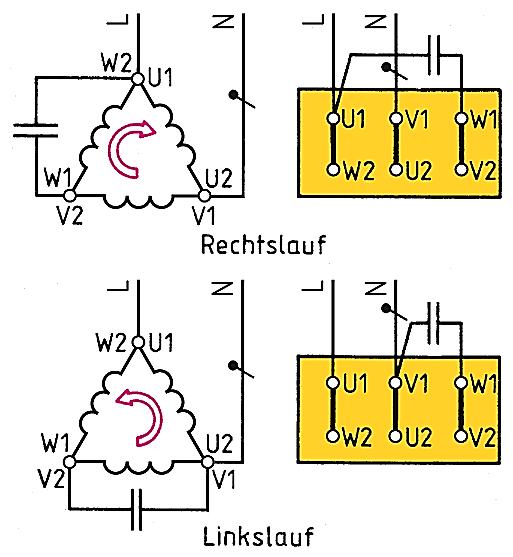 L N L N
W2 U1
U1 V1 W1
W2 U2 V2
W1 U2
V2 V1
Rechtslauf
L N L N
W2 U1
U1 V1 W1
W2 U2 V2
W1 U2
V2 V1
Linkslauf